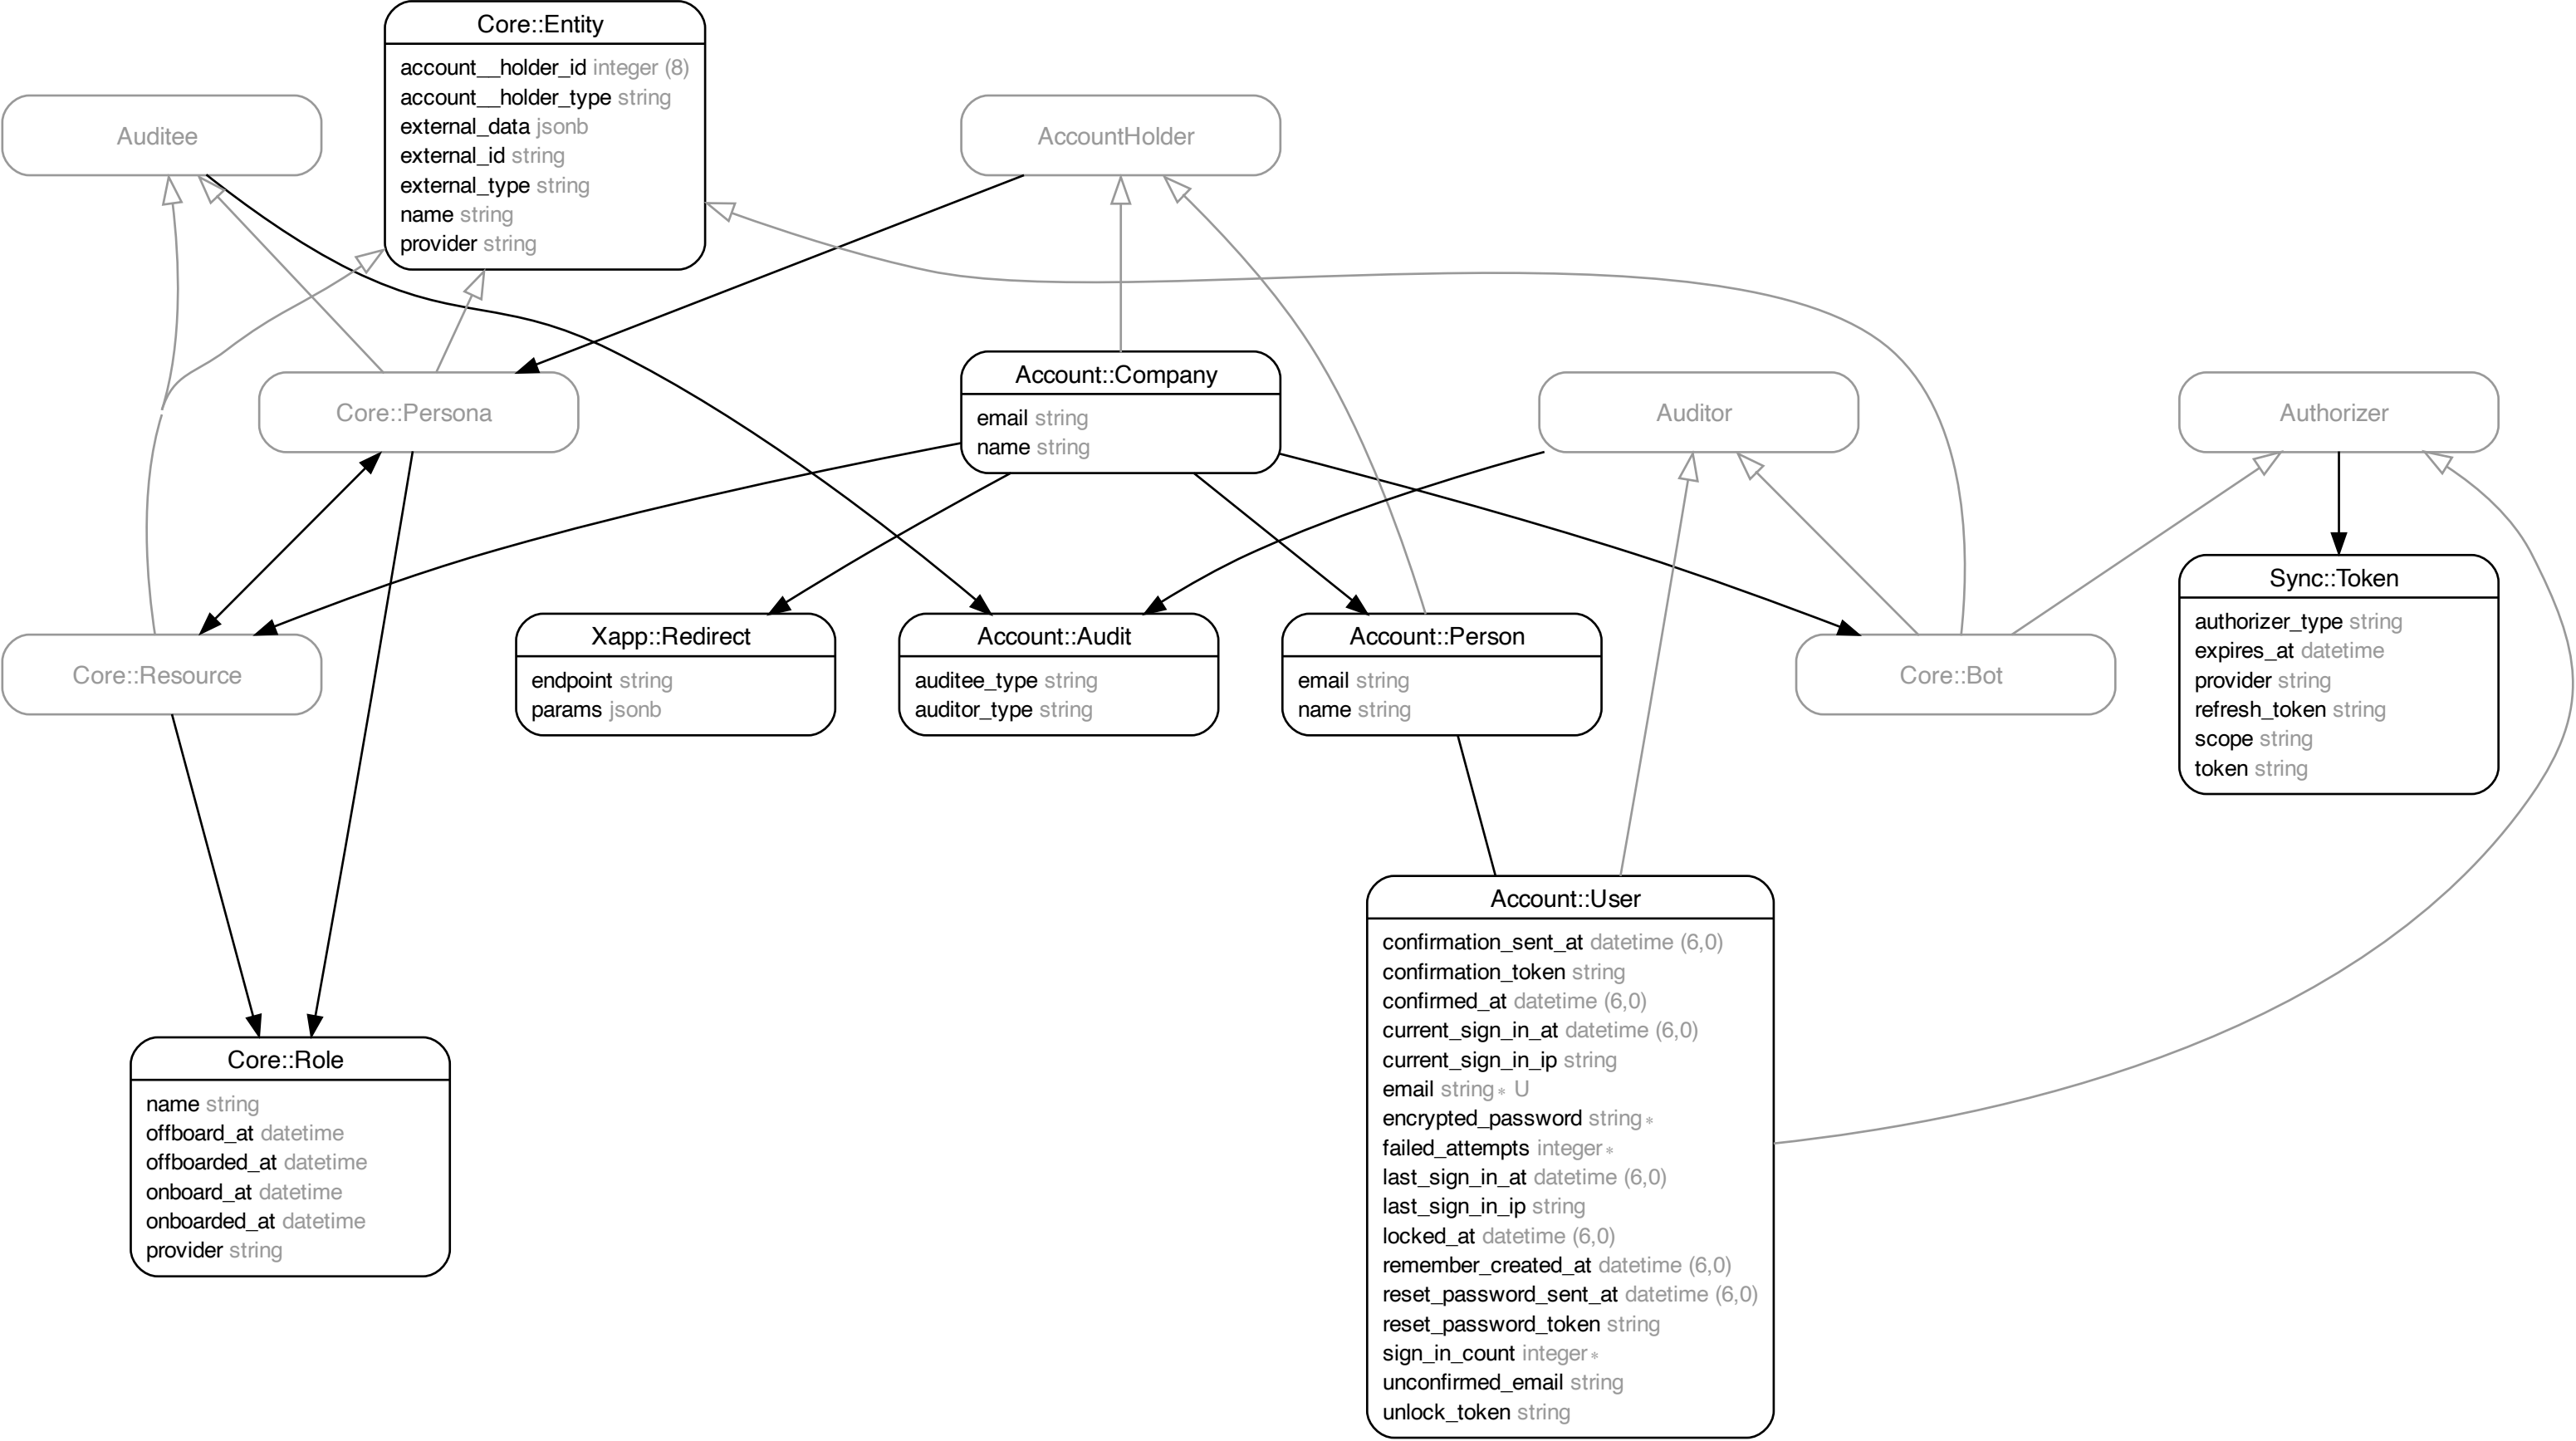 Core::Entity
account__holder_id integer (8)
account__holder_type string
external_data jsonb
external_id string
external_type string
name string
provider string
Auditee
AccountHolder
Core::Persona
Account::Company
email string
name string
Auditor
Authorizer
Core::Resource
Xapp::Redirect
endpoint string
params jsonb
Account::Audit
auditee_type string
auditor_type string
Account::Person
email string
name string
Core::Bot
Sync::Token
authorizer_type string
expires_at datetime
provider string
refresh_token string
scope string
token string
Core::Role
name string
offboard_at datetime
offboarded_at datetime
onboard_at datetime
onboarded_at datetime
provider string
Account::User
confirmation_sent_at datetime (6,0)
confirmation_token string
confirmed_at datetime (6,0)
current_sign_in_at datetime (6,0)
current_sign_in_ip string
email string∗ U
encrypted_password string∗
failed_attempts integer∗
last_sign_in_at datetime (6,0)
last_sign_in_ip string
locked_at datetime (6,0)
remember_created_at datetime (6,0)
reset_password_sent_at datetime (6,0)
reset_password_token string
sign_in_count integer∗
unconfirmed_email string
unlock_token string